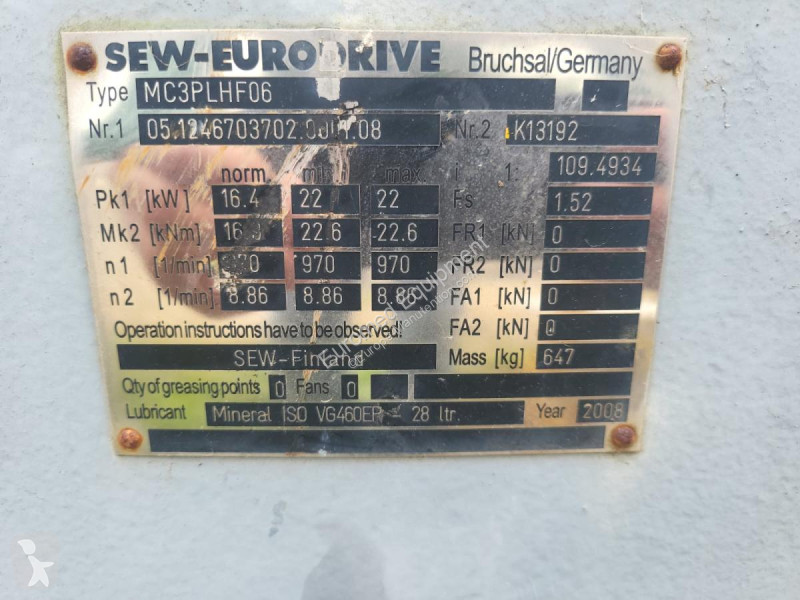 SEW-EURODRIVE Bruchsal/Germany
Type MC3PLHF06
Nr.1 Nr.2 K13192
norm min max i 1: 109.4934
Pk1 [kW] 16.4 22 22 Fs 1.52
Mk2 [kNm] 22.6 22.6 FR1 [kN] 0
n1 [1/min] 970 970 FR2 [kN] 0
n2 [1/min] 8.86 8.86 8.86 FA1 [kN] 0
Operation instructions have to be observed! FA2 [kN] 0
SEW-Finland Mass [kg] 647
Qty of greasing points 0 Fans 0
Lubricant Mineral ISO VG460EP - 28 ltr. Year 2008
Equipment